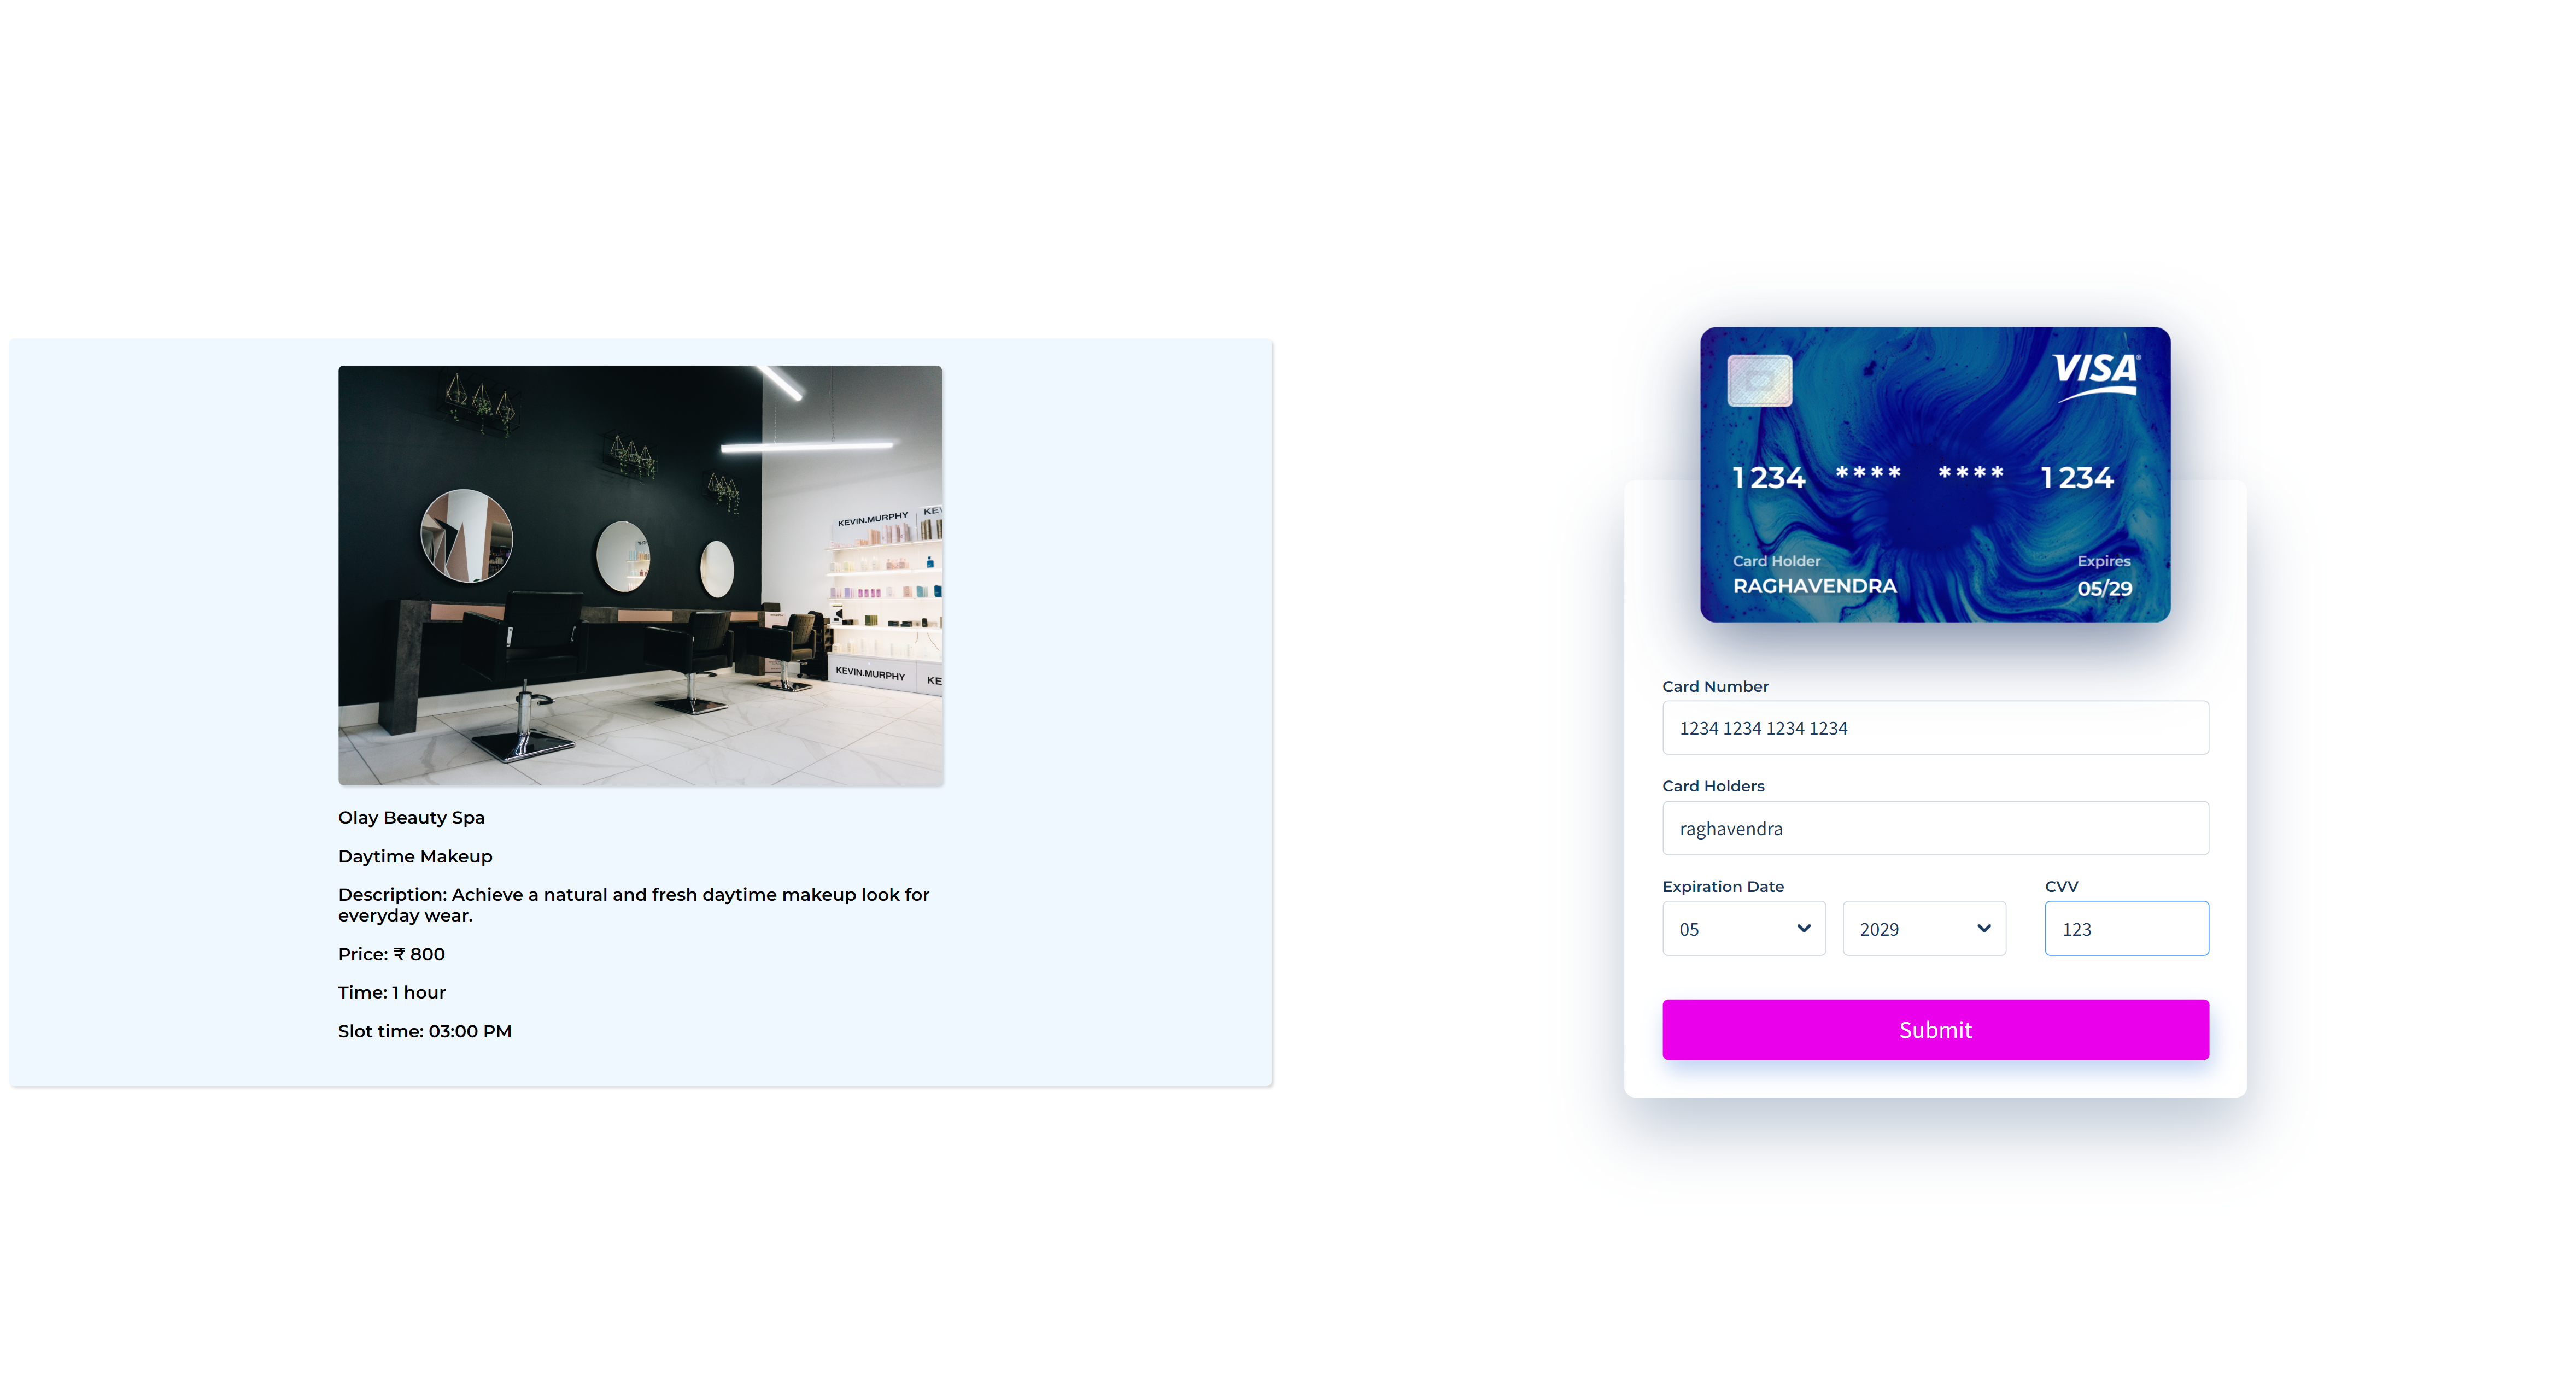 KEVIN.MURPHY
KEVIN.MURPHY
Olay Beauty Spa
Daytime Makeup
Description: Achieve a natural and fresh daytime makeup look for
everyday wear.
Price: ₹ 800
Time: 1 hour
Slot time: 03:00 PM
VISA
1234 **** **** 1234
Card Holder
Expires
RAGHAVENDRA
05/29
Card Number
1234 1234 1234 1234
Card Holders
raghavendra
Expiration Date
CVV
05
2029
123
Submit